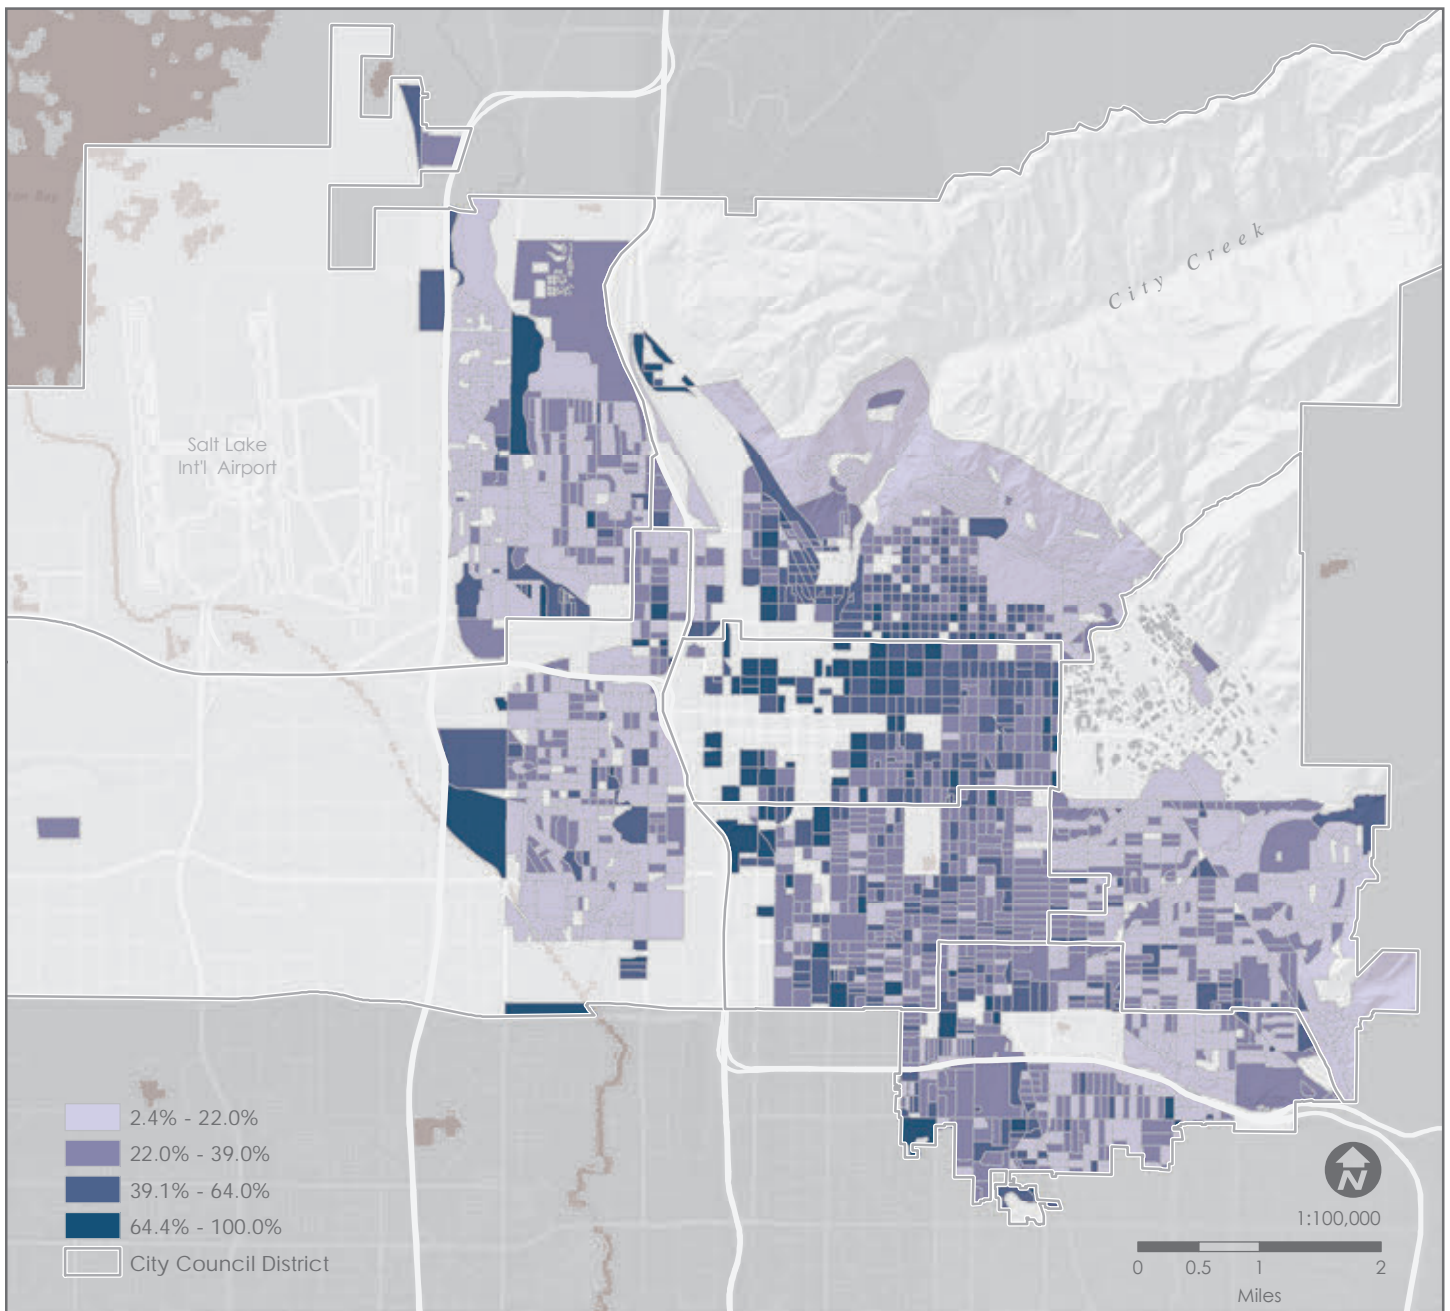 City Creek
Salt Lake
Int'l Airport
2.4% - 22.0%
22.0% - 39.0%
39.1% - 64.0%
64.4% - 100.0%
City Council District
N
1:100,000
0 0.5 1 2
Miles